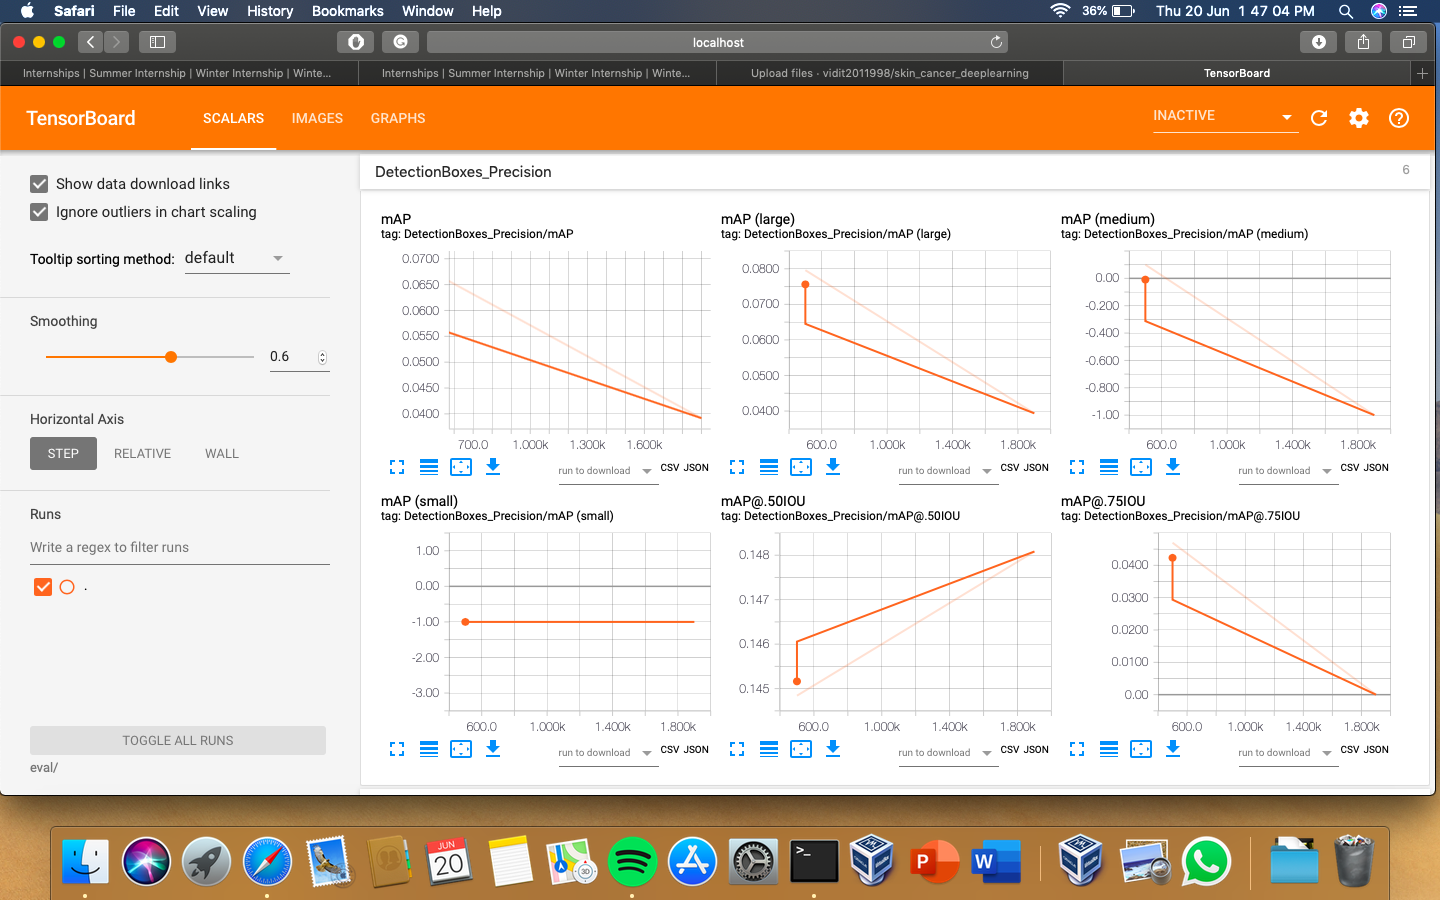 Safari File Edit View History Bookmarks Window Help 36% Thu 20 Jun 1 47 04 PM
localhost
Internships | Summer Internship | Winter Internship | Winte... Internships | Summer Internship | Winter Internship | Winte... Upload files · vidit2011998/skin_cancer_deeplearning TensorBoard
TensorBoard SCALARS IMAGES GRAPHS INACTIVE
Show data download links
Ignore outliers in chart scaling
Tooltip sorting method: default
Smoothing
0.6
Horizontal Axis
STEP RELATIVE WALL
Runs
Write a regex to filter runs
.
TOGGLE ALL RUNS
eval/
DetectionBoxes_Precision 6
mAP
tag: DetectionBoxes_Precision/mAP
0.0700
0.0650
0.0600
0.0550
0.0500
0.0450
0.0400
700.0 1.000k 1.300k 1.600k
run to download CSV JSON
mAP (large)
tag: DetectionBoxes_Precision/mAP (large)
0.0800
0.0700
0.0600
0.0500
0.0400
600.0 1.000k 1.400k 1.800k
run to download CSV JSON
mAP (medium)
tag: DetectionBoxes_Precision/mAP (medium)
0.00
-0.200
-0.400
-0.600
-0.800
-1.00
600.0 1.000k 1.400k 1.800k
run to download CSV JSON
mAP (small)
tag: DetectionBoxes_Precision/mAP (small)
1.00
0.00
-1.00
-2.00
-3.00
600.0 1.000k 1.400k 1.800k
run to download CSV JSON
mAP@.50IOU
tag: DetectionBoxes_Precision/mAP@.50IOU
0.148
0.147
0.146
0.145
600.0 1.000k 1.400k 1.800k
run to download CSV JSON
mAP@.75IOU
tag: DetectionBoxes_Precision/mAP@.75IOU
0.0400
0.0300
0.0200
0.0100
0.00
600.0 1.000k 1.400k 1.800k
run to download CSV JSON
JUN
20
3D
>_
P
W